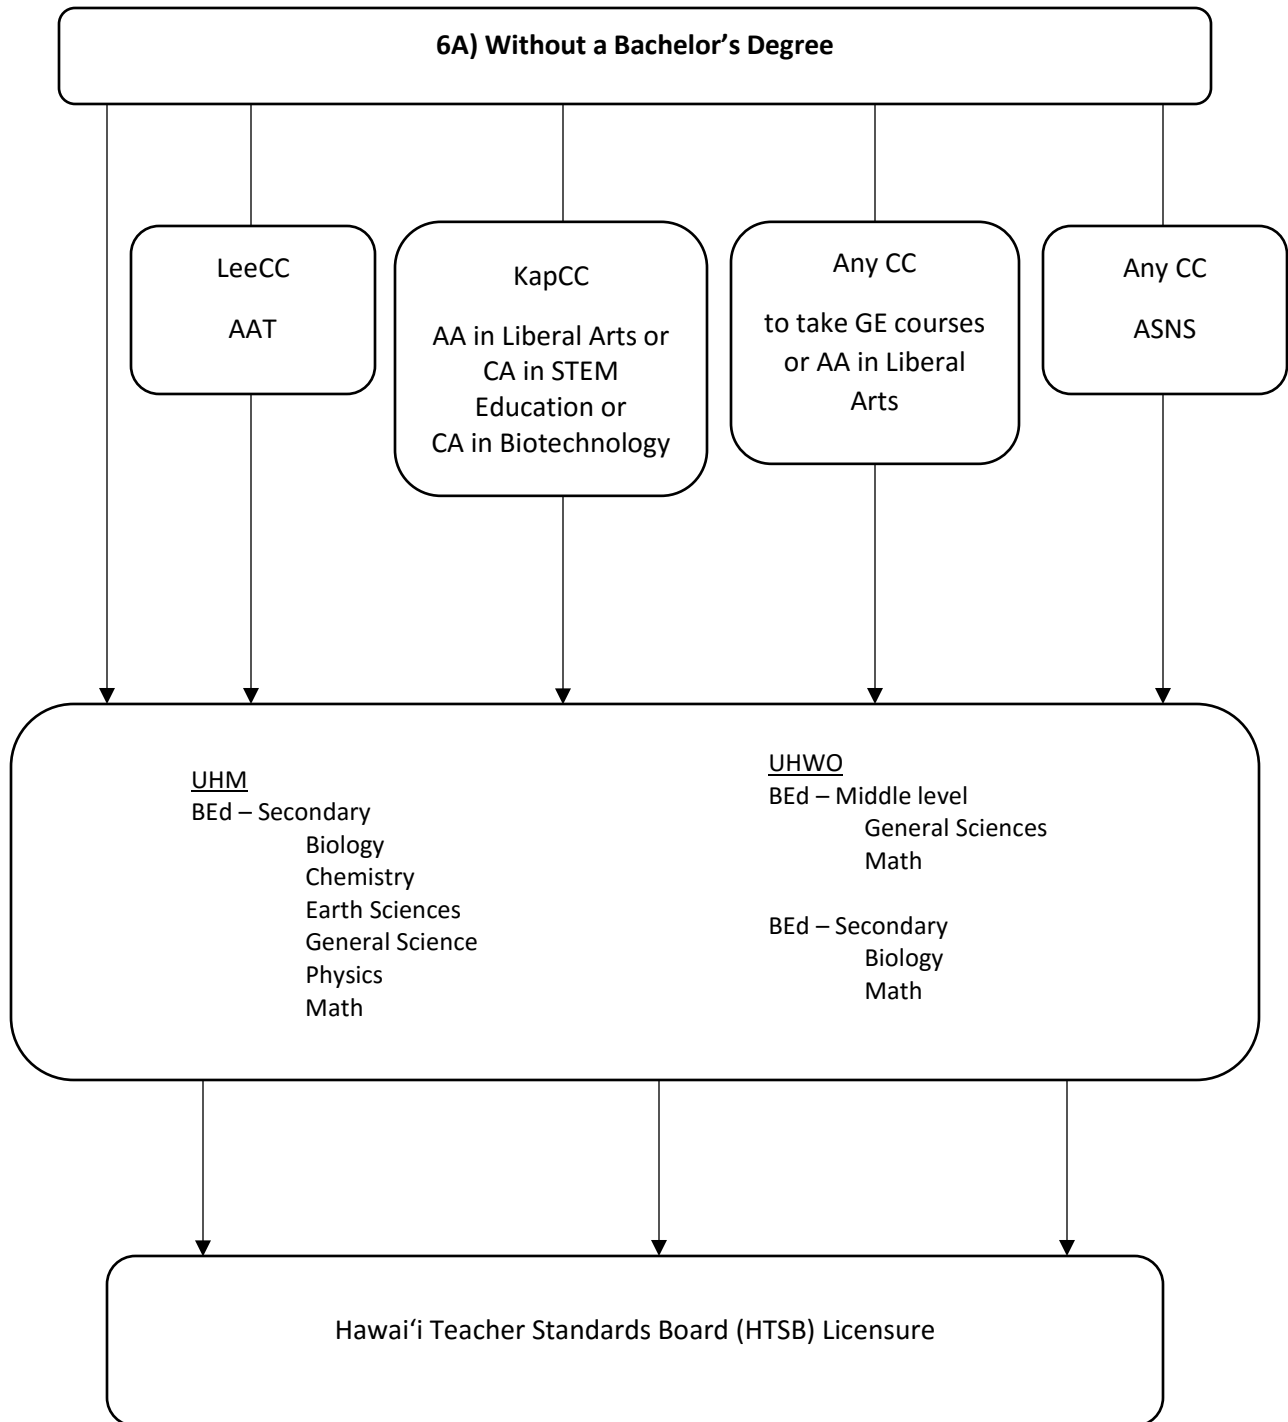 6A) Without a Bachelor’s Degree
LeeCC
AAT
KapCC
AA in Liberal Arts or
CA in STEM
Education or
CA in Biotechnology
Any CC
to take GE courses
or AA in Liberal
Arts
Any CC
ASNS
UHM
BEd – Secondary
Biology
Chemistry
Earth Sciences
General Science
Physics
Math
UHWO
BEd – Middle level
General Sciences
Math
BEd – Secondary
Biology
Math
Hawaiʻi Teacher Standards Board (HTSB) Licensure